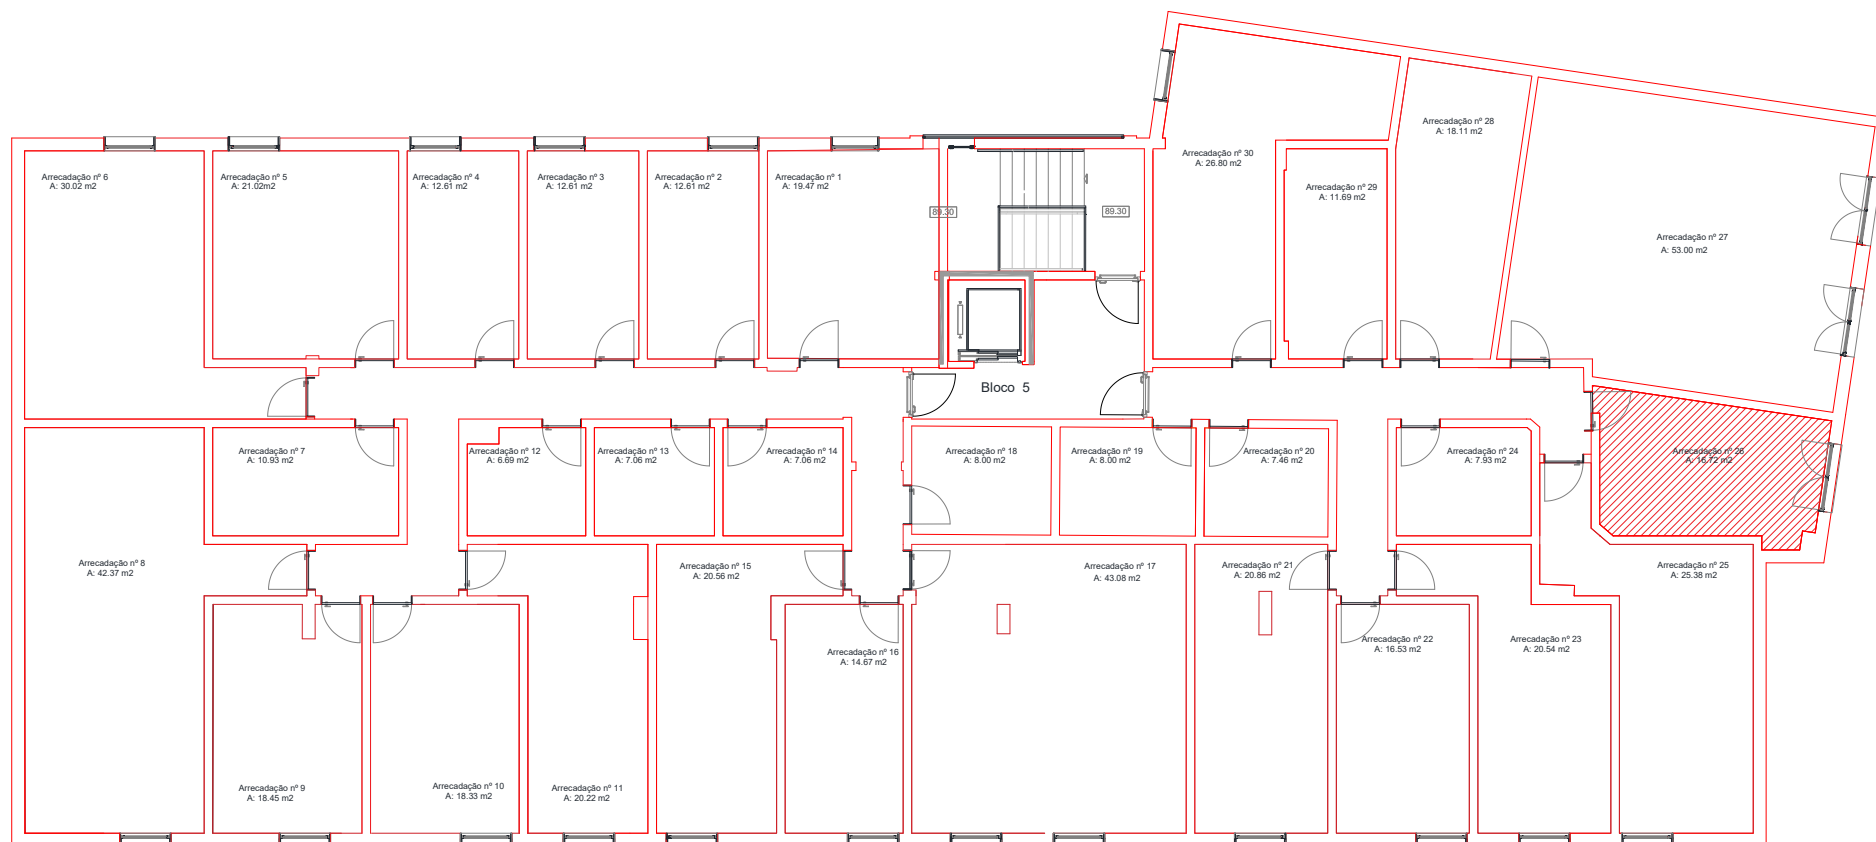 Arrecadação nº 28
A: 18.11 m2
Arrecadação nº 30
A: 26.80 m2
Arrecadação nº 6
A: 30.02 m2
Arrecadação nº 5
A: 21.02m2
Arrecadação nº 4
A: 12.61 m2
Arrecadação nº 3
A: 12.61 m2
Arrecadação nº 2
A: 12.61 m2
Arrecadação nº 1
A: 19.47 m2
Arrecadação nº 29
A: 11.69 m2
89.30
89.30
Arrecadação nº 27
A: 53.00 m2
Bloco 5
Arrecadação nº 7
A: 10.93 m2
Arrecadação nº 12
A: 6.69 m2
Arrecadação nº 13
A: 7.06 m2
Arrecadação nº 14
A: 7.06 m2
Arrecadação nº 18
A: 8.00 m2
Arrecadação nº 19
A: 8.00 m2
Arrecadação nº 20
A: 7.46 m2
Arrecadação nº 24
A: 7.93 m2
Arrecadação nº 26
A: 16.72 m2
Arrecadação nº 8
A: 42.37 m2
Arrecadação nº 15
A: 20.56 m2
Arrecadação nº 17
A: 43.08 m2
Arrecadação nº 21
A: 20.86 m2
Arrecadação nº 25
A: 25.38 m2
Arrecadação nº 16
A: 14.67 m2
Arrecadação nº 22
A: 16.53 m2
Arrecadação nº 23
A: 20.54 m2
Arrecadação nº 9
A: 18.45 m2
Arrecadação nº 10
A: 18.33 m2
Arrecadação nº 11
A: 20.22 m2